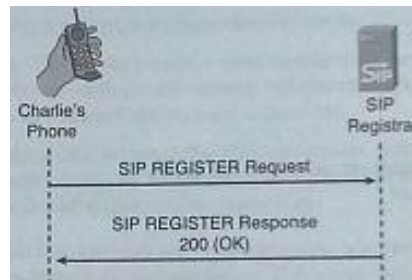 SIP
Charlie's
Phone
SIP
Registra
SIP REGISTER Request
SIP REGISTER Response
200 (OK)